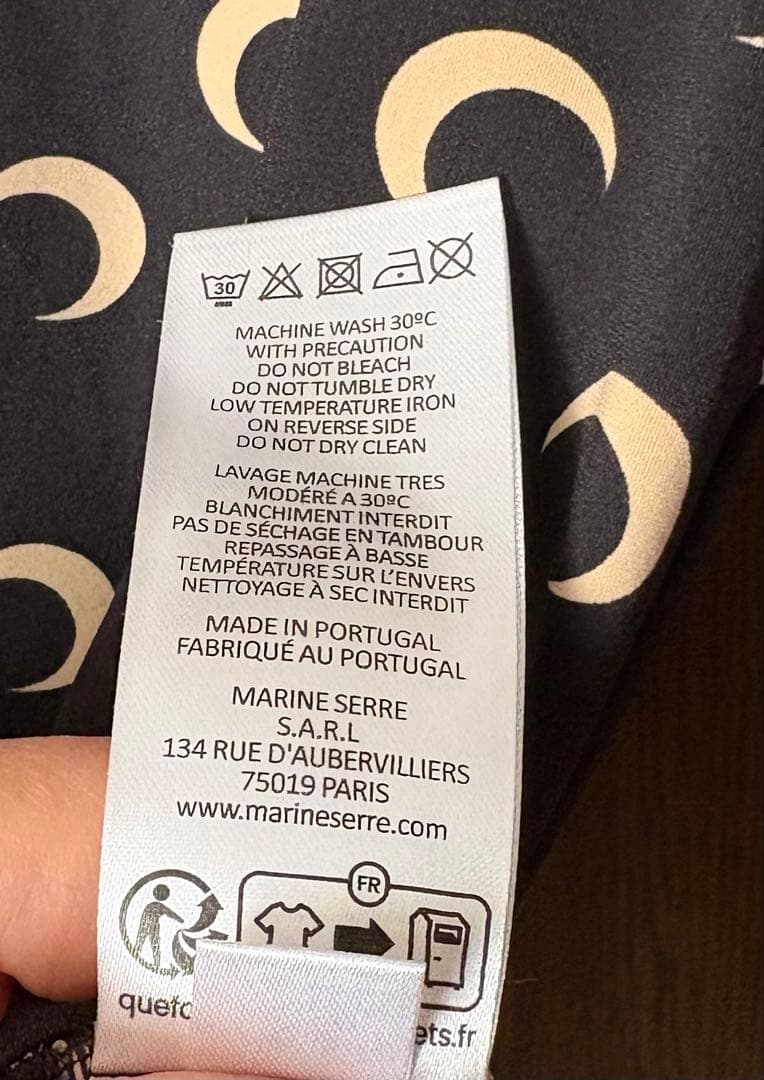 30
MACHINE WASH 30ºC
WITH PRECAUTION
DO NOT BLEACH
DO NOT TUMBLE DRY
LOW TEMPERATURE IRON
ON REVERSE SIDE
DO NOT DRY CLEAN
LAVAGE MACHINE TRES
MODÉRÉ A 30ºC
BLANCHIMENT INTERDIT
PAS DE SÉCHAGE EN TAMBOUR
REPASSAGE À BASSE
TEMPÉRATURE SUR L'ENVERS
NETTOYAGE À SEC INTERDIT
MADE IN PORTUGAL
FABRIQUÉ AU PORTUGAL
MARINE SERRE
S.A.R.L
134 RUE D'AUBERVILLIERS
75019 PARIS
www.marineserre.com
FR